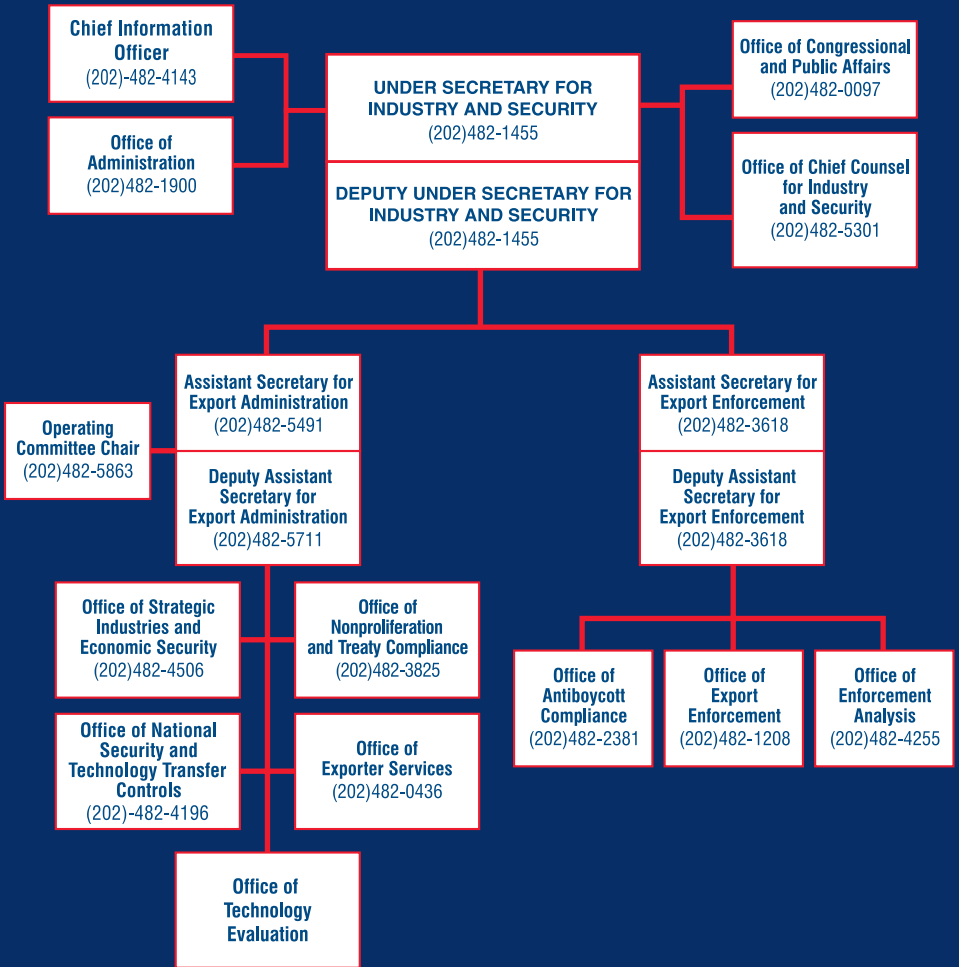 Chief Information
Officer
(202)-482-4143
Office of
Administration
(202)482-1900
UNDER SECRETARY FOR
INDUSTRY AND SECURITY
(202)482-1455
DEPUTY UNDER SECRETARY FOR
INDUSTRY AND SECURITY
(202)482-1455
Office of Congressional
and Public Affairs
(202)482-0097
Office of Chief Counsel
for Industry
and Security
(202)482-5301
Operating
Committee Chair
(202)482-5863
Assistant Secretary for
Export Administration
(202)482-5491
Deputy Assistant
Secretary for
Export Administration
(202)482-5711
Assistant Secretary for
Export Enforcement
(202)482-3618
Deputy Assistant
Secretary for
Export Enforcement
(202)482-3618
Office of Strategic
Industries and
Economic Security
(202)482-4506
Office of
Nonproliferation
and Treaty Compliance
(202)482-3825
Office of National
Security and
Technology Transfer
Controls
(202)-482-4196
Office of
Exporter Services
(202)482-0436
Office of
Technology
Evaluation
Office of
Antiboycott
Compliance
(202)482-2381
Office of
Export
Enforcement
(202)482-1208
Office of
Enforcement
Analysis
(202)482-4255